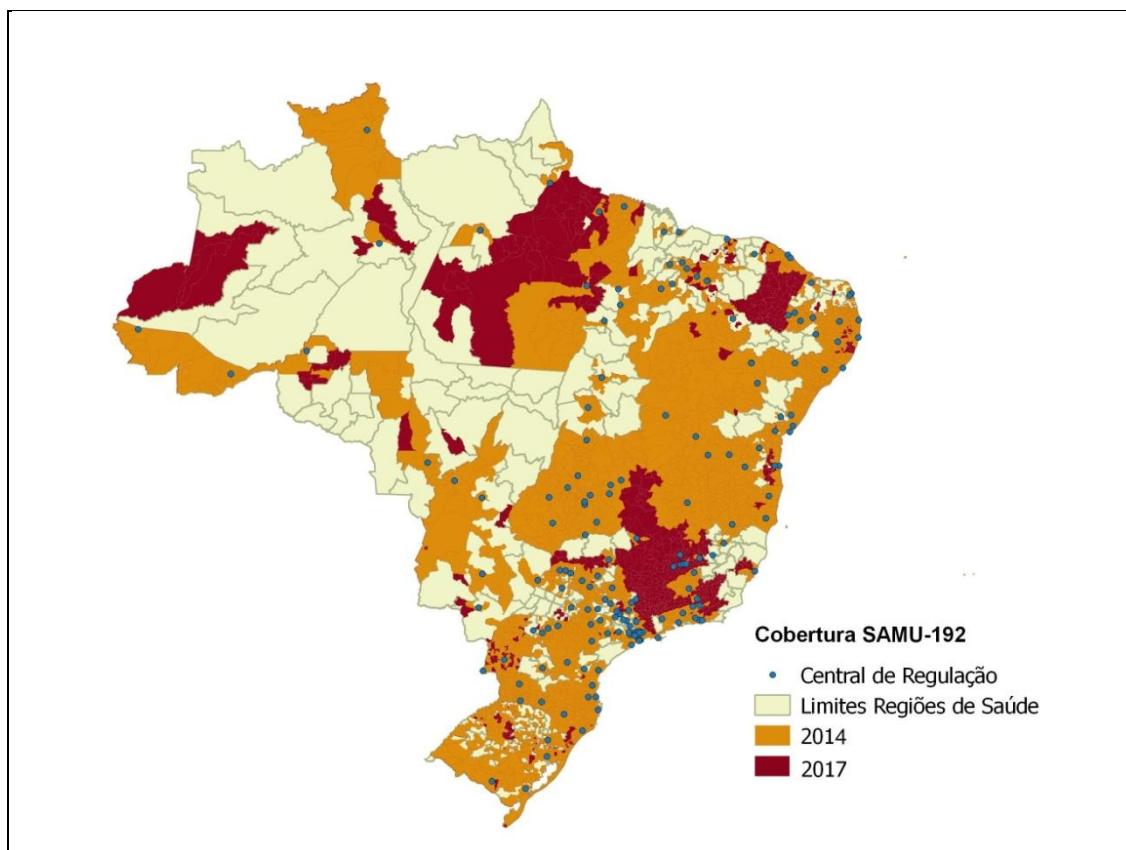 Cobertura SAMU-192
Central de Regulação
Limites Regiões de Saúde
2014
2017